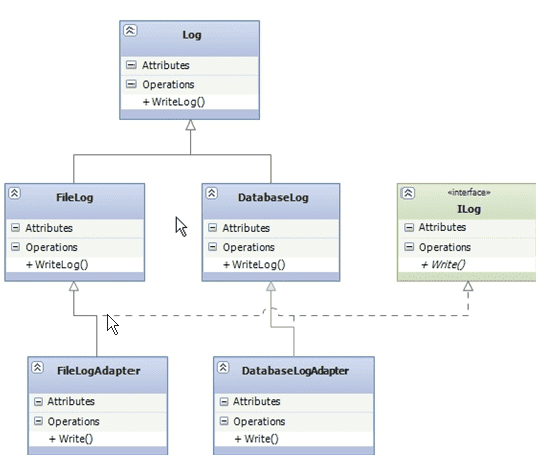 Log
Attributes
Operations
+ WriteLog()
FileLog
Attributes
Operations
+ WriteLog()
DatabaseLog
Attributes
Operations
+ WriteLog()
«interface»
ILog
Attributes
Operations
+ Write()
FileLogAdapter
Attributes
Operations
+ Write()
DatabaseLogAdapter
Attributes
Operations
+ Write()